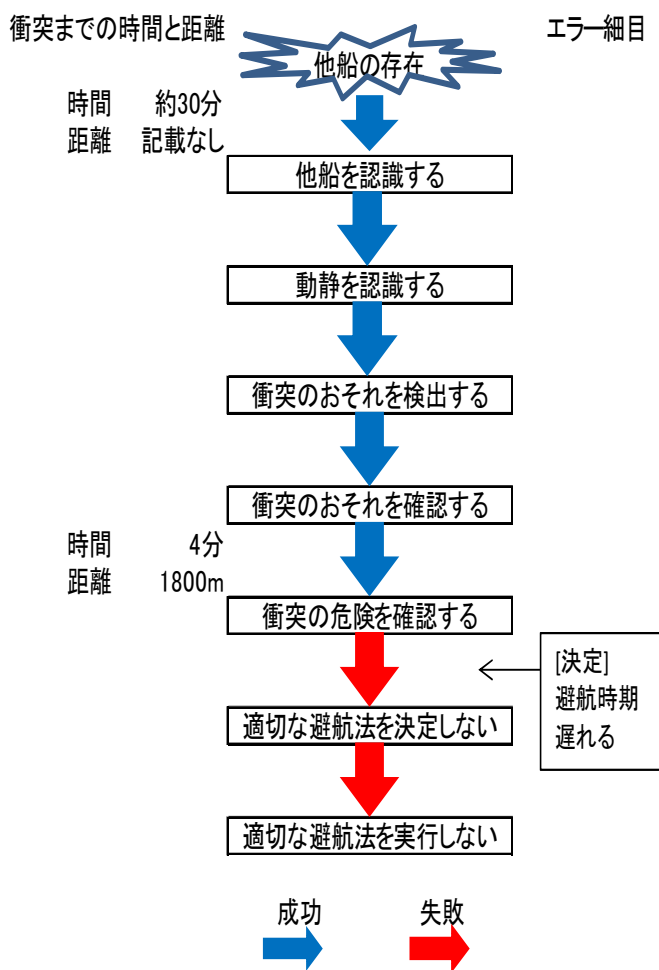 衝突までの時間と距離
エラー細目
他船の存在
時間 約30分
距離 記載なし
他船を認識する
動静を認識する
衝突のおそれを検出する
衝突のおそれを確認する
時間 4分
距離 1800m
衝突の危険を確認する
[決定]
避航時期
遅れる
適切な避航法を決定しない
適切な避航法を実行しない
成功
失敗